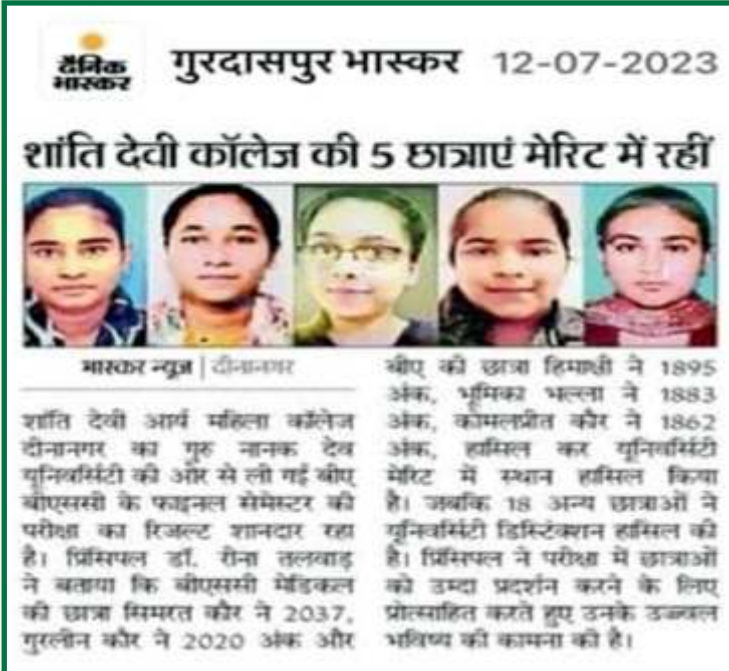 दैनिक
भास्कर
गुरदासपुर भास्कर 12-07-2023
शांति देवी कॉलेज की 5 छात्राएं मेरिट में रहीं
भास्कर न्यूज | दीनानगर
शांति देवी आर्य महिला कॉलेज
दीनानगर का गुरु नानक देव
यूनिवर्सिटी की ओर से ली गई बीए
बीएससी के फाइनल सेमेस्टर की
परीक्षा का रिजल्ट शानदार रहा
है। प्रिंसिपल डॉ. रीना तलवाड़
ने बताया कि बीएससी मेडिकल
की छात्रा सिमरत कौर ने 2037,
गुरलीन कौर ने 2020 अंक और
बीए की छात्रा हिमाक्षी ने 1895
अंक, भूमिका भल्ला ने 1883
अंक, कोमलप्रीत कौर ने 1862
अंक, हासिल कर यूनिवर्सिटी
मेरिट में स्थान हासिल किया
है। जबकि 18 अन्य छात्राओं ने
यूनिवर्सिटी डिस्टिंक्शन हासिल की
है। प्रिंसिपल ने परीक्षा में छात्राओं
को उम्दा प्रदर्शन करने के लिए
प्रोत्साहित करते हुए उनके उज्ज्वल
भविष्य की कामना की है।